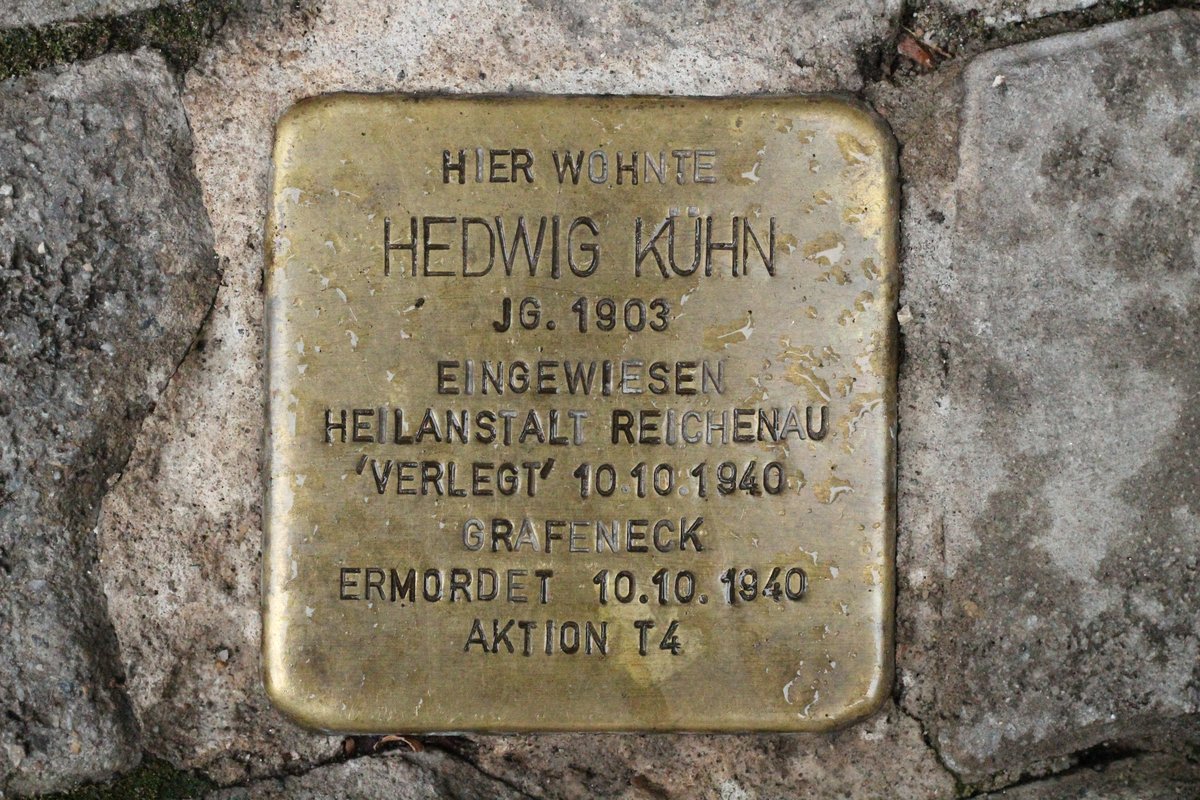 HIER WOHNTE
HEDWIG KÜHN
JG. 1903
EINGEWIESEN
HEILANSTALT REICHENAU
'VERLEGT' 10.10.1940
GRAFENECK
ERMORDET 10.10.1940
AKTION T4